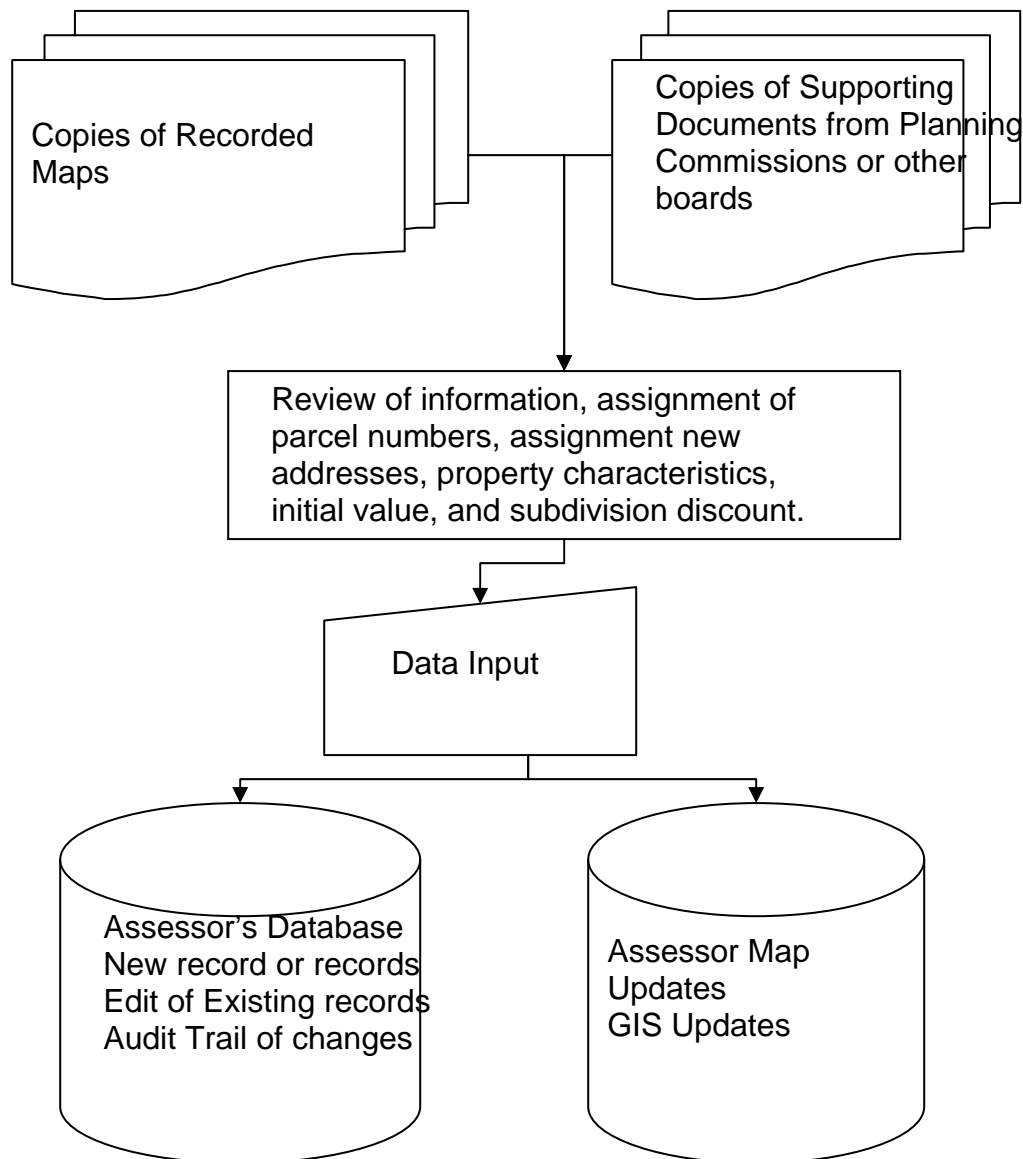 Copies of Recorded
Maps
Copies of Supporting
Documents from Planning
Commissions or other
boards
Review of information, assignment of
parcel numbers, assignment new
addresses, property characteristics,
initial value, and subdivision discount.
Data Input
Assessor’s Database
New record or records
Edit of Existing records
Audit Trail of changes
Assessor Map
Updates
GIS Updates